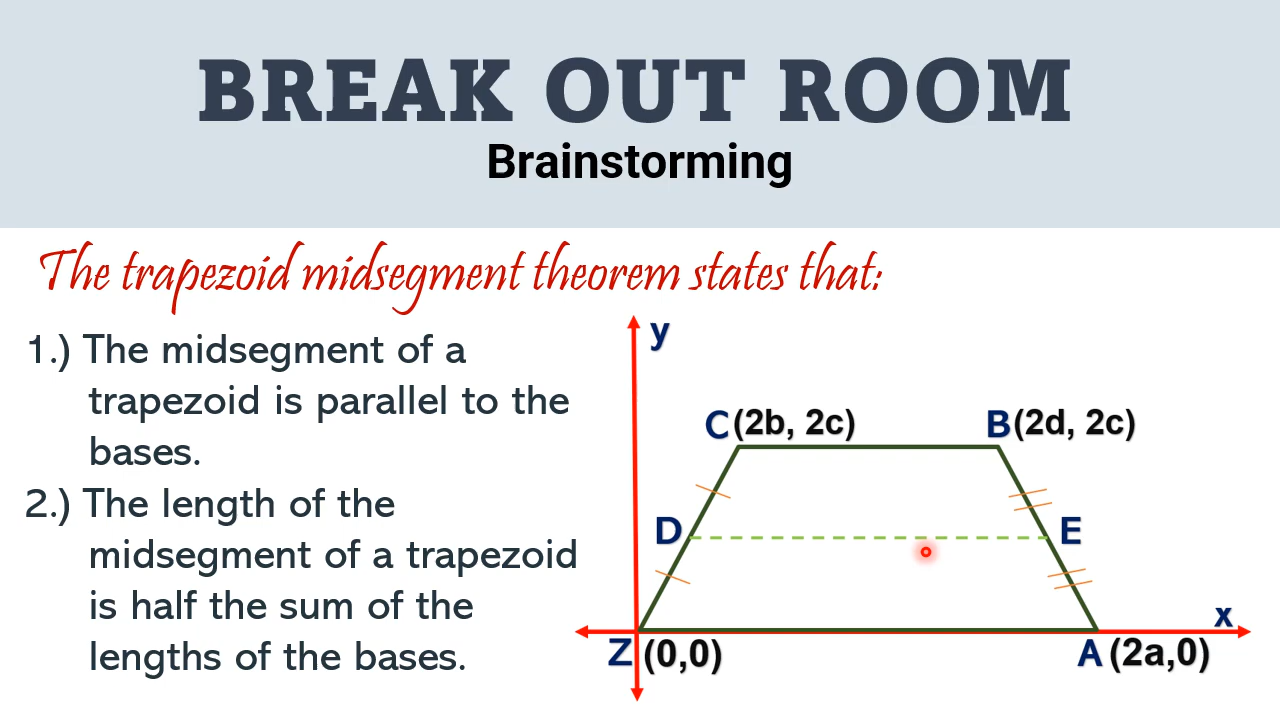 BREAK OUT ROOM
Brainstorming
The trapezoid midsegment theorem states that:
1.) The midsegment of a
trapezoid is parallel to the
bases.
2.) The length of the
midsegment of a trapezoid
is half the sum of the
lengths of the bases.
y
C (2b, 2c) B (2d, 2c)
D E
x
Z (0,0) A (2a,0)